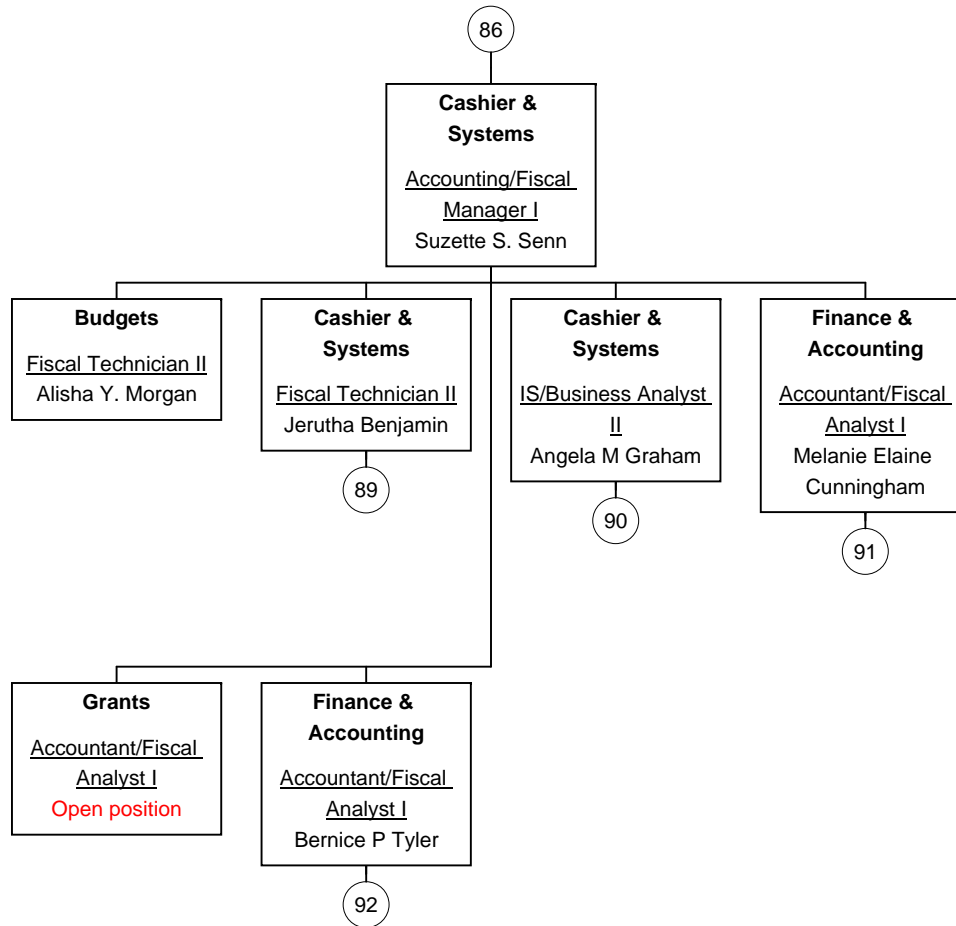 86
Cashier &
Systems
Accounting/Fiscal
Manager I
Suzette S. Senn
Budgets
Fiscal Technician II
Alisha Y. Morgan
Cashier &
Systems
Fiscal Technician II
Jerutha Benjamin
89
Cashier &
Systems
IS/Business Analyst
II
Angela M Graham
90
Finance &
Accounting
Accountant/Fiscal
Analyst I
Melanie Elaine
Cunningham
91
Grants
Accountant/Fiscal
Analyst I
Open position
Finance &
Accounting
Accountant/Fiscal
Analyst I
Bernice P Tyler
92